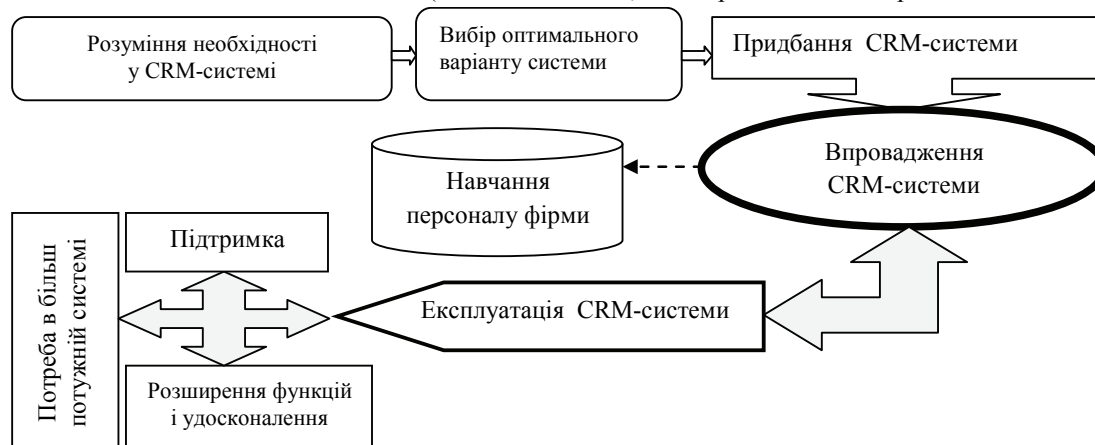 Розуміння необхідності
у CRM-системі
Вибір оптимального
варіанту системи
Придбання CRM-системи
Впровадження
CRM-системи
Навчання
персоналу фірми
Потреба в більш
потужній системі
Підтримка
Експлуатація CRM-системи
Розширення функцій
і удосконалення